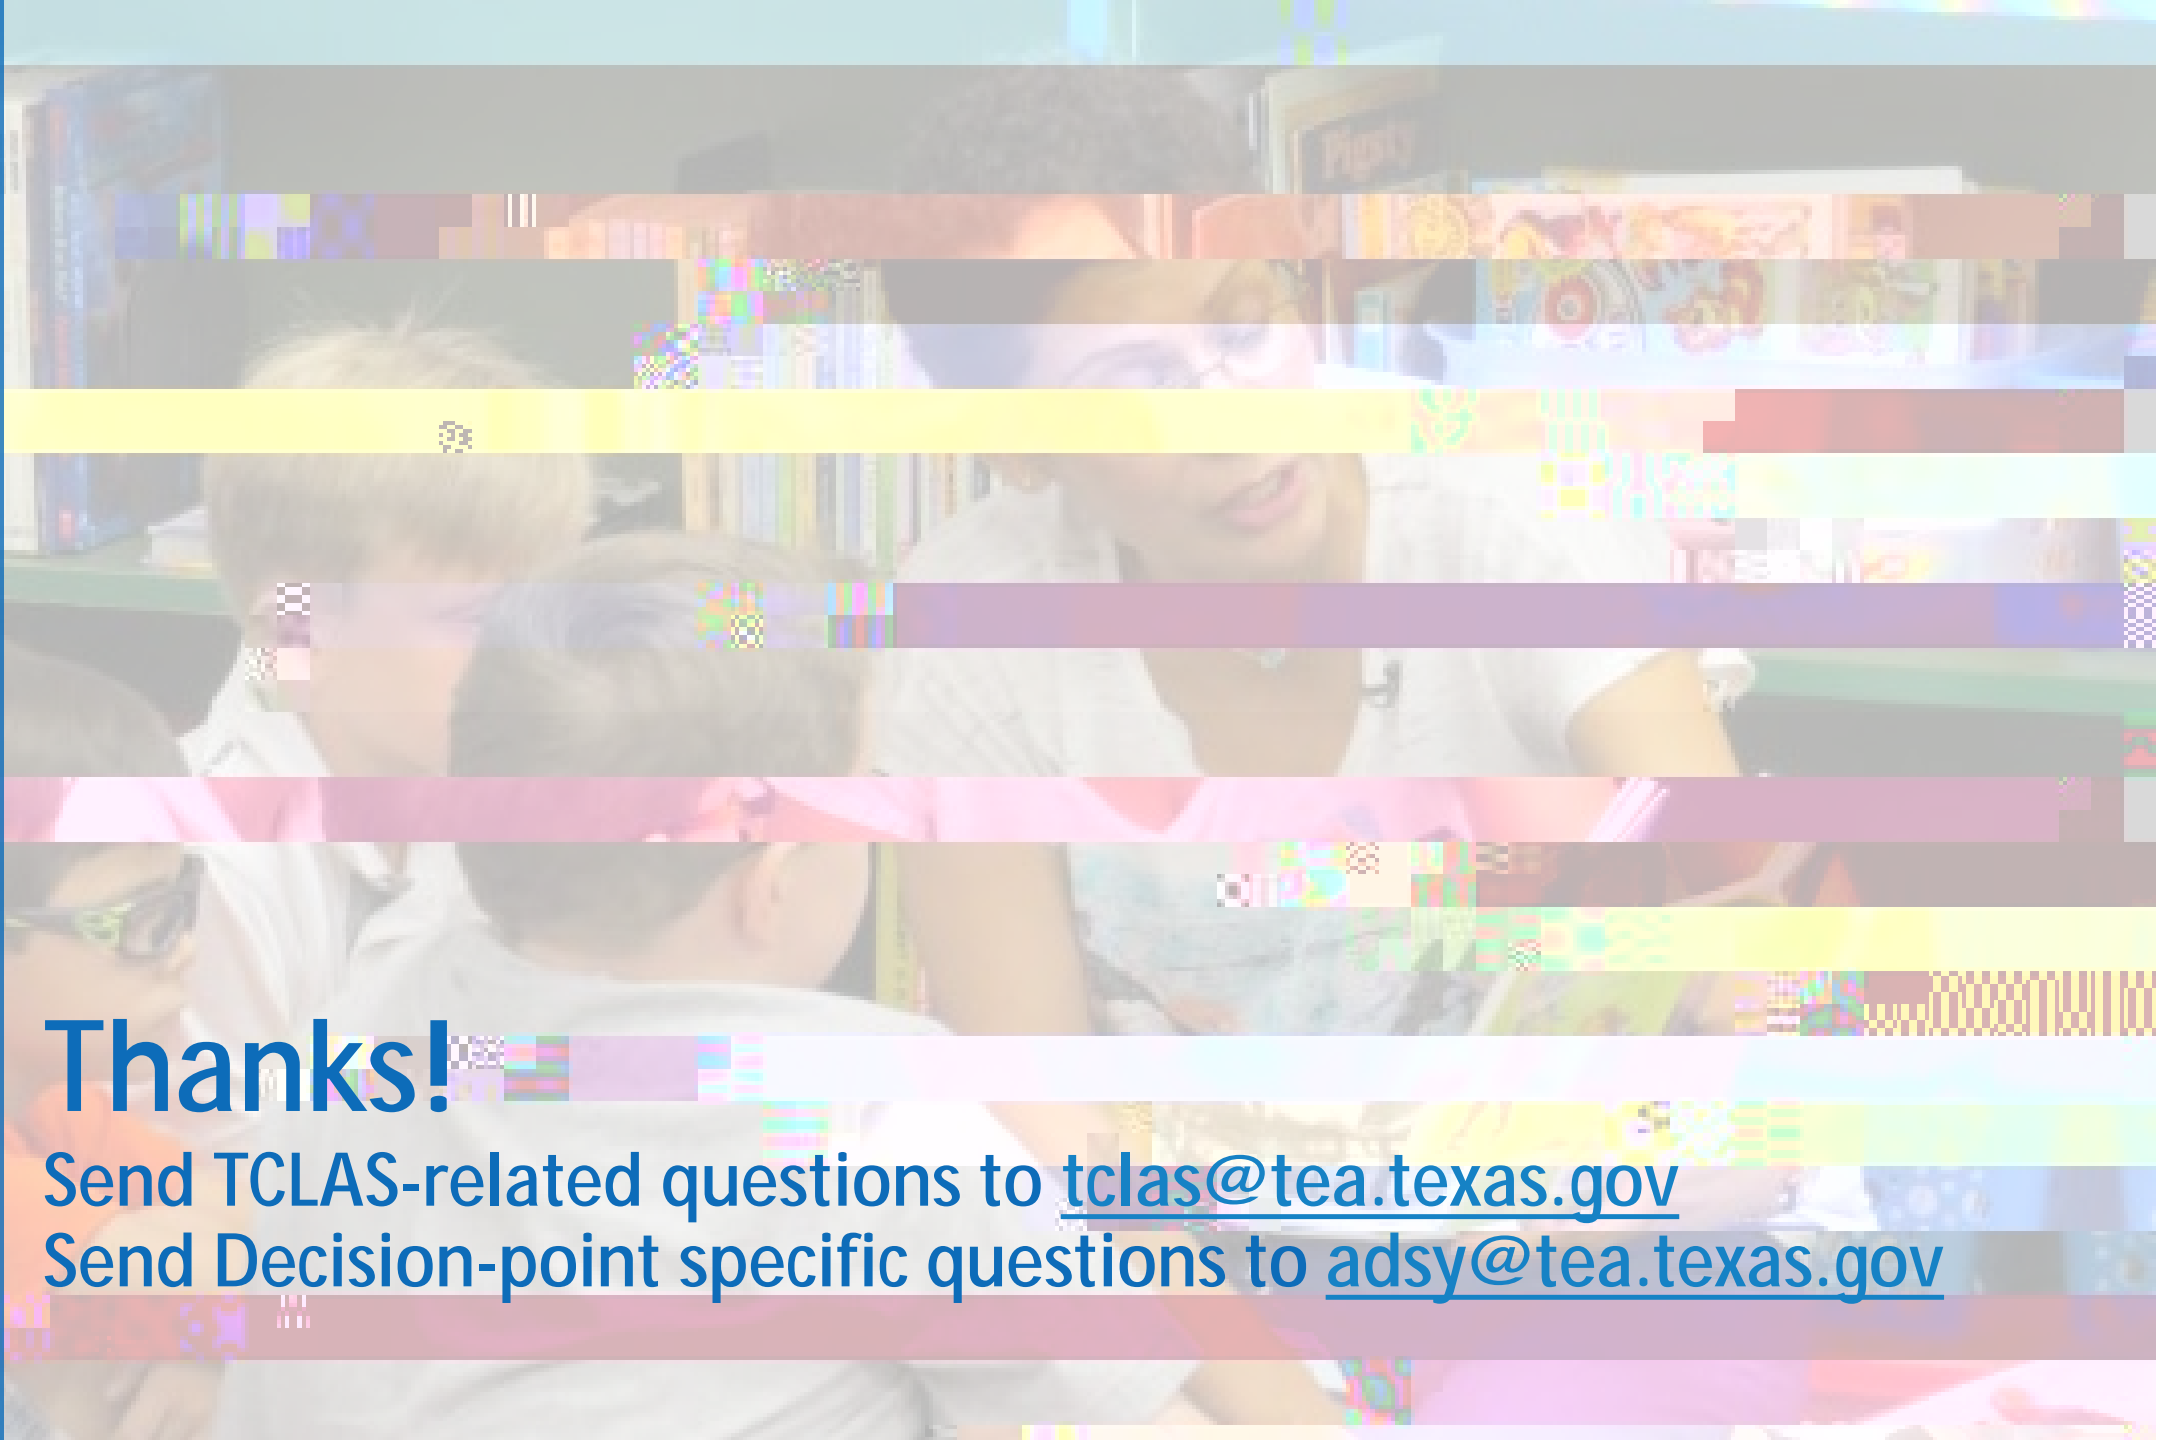 Pigsty
Thanks!
Send TCLAS-related questions to tclas@tea.texas.gov
Send Decision-point specific questions to adsy@tea.texas.gov